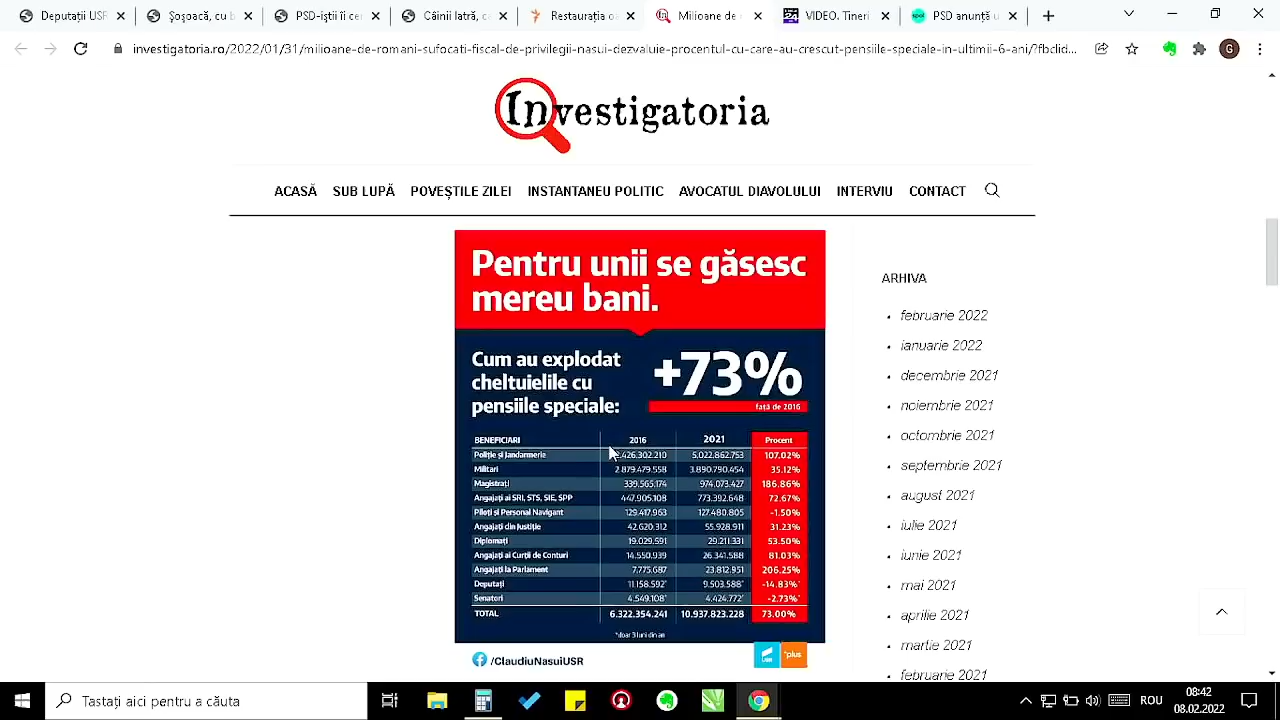 Deputații USR
Șoșoacă, cu b
PSD-iștii îl cer
Câinii latră, ca
Restaurația oa
Milioane de
VIDEO. Tineri
PSD anunță u
investigatoria.ro/2022/01/31/milioane-de-romani-sufocati-fiscal-de-privilegii-nasui-dezvaluie-procentul-cu-care-au-crescut-pensiile-speciale-in-ultimii-6-ani/?fbclid...
G
Investigatoria
ACASĂ SUB LUPĂ POVEȘTILE ZILEI INSTANTANEU POLITIC AVOCATUL DIAVOLULUI INTERVIU CONTACT
Pentru unii se găsesc
mereu bani.
Cum au explodat
cheltuielile cu
pensiile speciale:
+73%
față de 2016
BENEFICIARI 2016 2021 Procent
Poliție și Jandarmerie .426.302.210 5.022.862.753 107.02%
Militari 2 879.479.558 3.890.790.454 35.12%
Magistrați 339.565.174 974.073.427 186.86%
Angajați ai SRI, STS, SIE, SPP 447.905.108 773.392.648 72.67%
Piloți și Personal Navigant 129.417.963 127.480.805 -1.50%
Angajați din Justiție 42.620.312 55.928.911 31.23%
Diplomați 19.029.591 29.211.331 53.50%
Angajați ai Curții de Conturi 14.550.939 26.341.588 81.03%
Angajați la Parlament 7.775.687 23.812.951 206.25%
Deputați 11.158.592* 9.503.588* -14.83%*
Senatori 4.549.108* 4.424.772* -2.73%*
TOTAL 6.322.354.241 10.937.823.228 73.00%
*doar 3 luni din an
/ClaudiuNasuiUSR
USR
*plus
ARHIVA
februarie 2022
ianuarie 2022
decembrie 2021
noiembrie 2021
octombrie 2021
septembrie 2021
august 2021
iulie 2021
iunie 2021
mai 2021
aprilie 2021
martie 2021
februarie 2021
Tastați aici pentru a căuta
ROU
08:42
08.02.2022